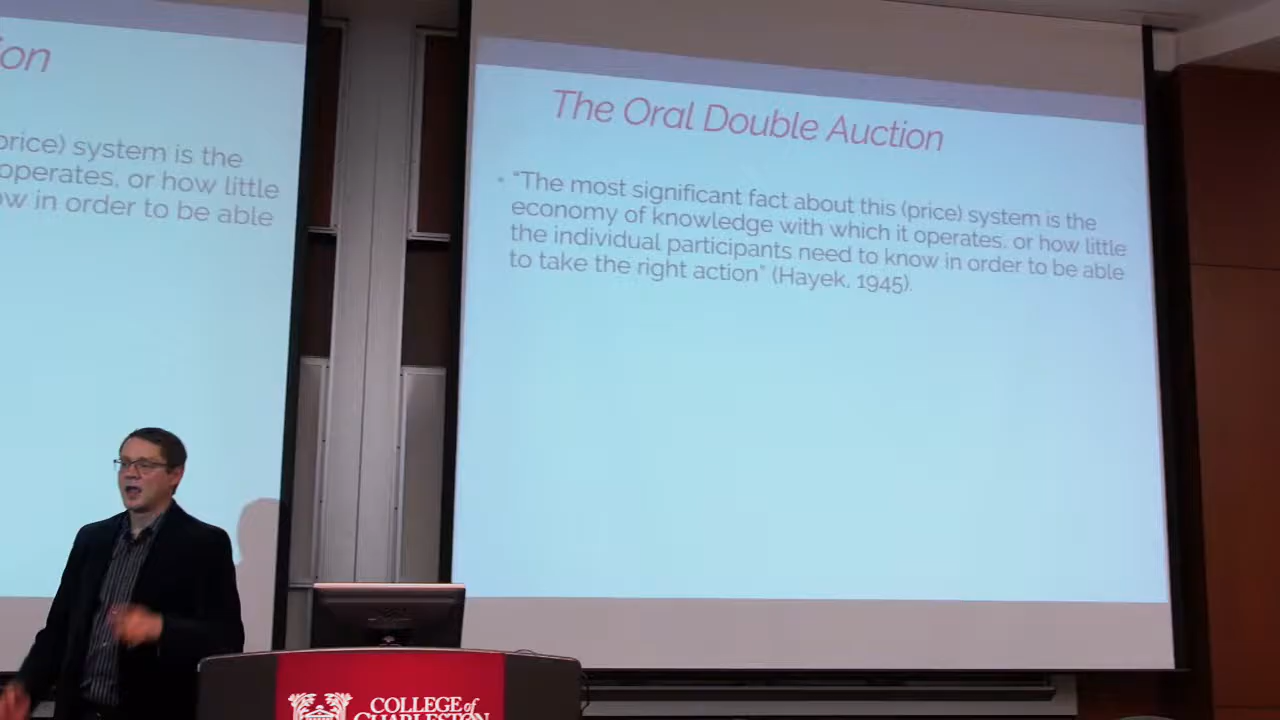 ion
price) system is the
operates, or how little
ow in order to be able
The Oral Double Auction
• “The most significant fact about this (price) system is the
economy of knowledge with which it operates, or how little
the individual participants need to know in order to be able
to take the right action” (Hayek, 1945).
COLLEGE of
CHARLESTON